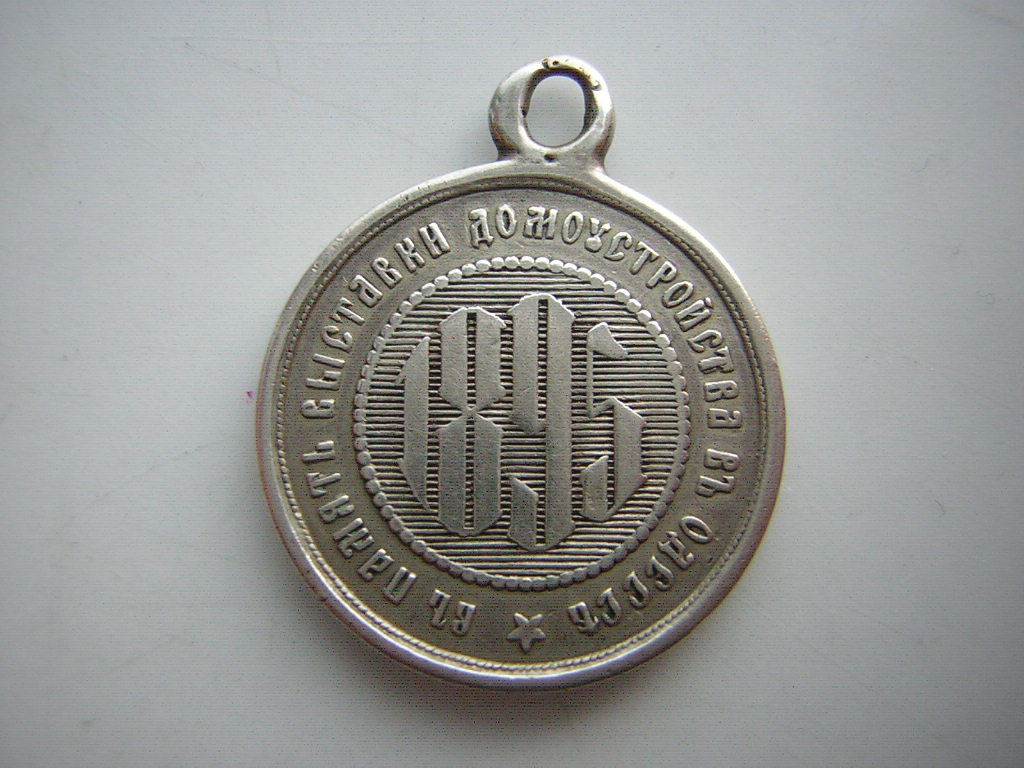 ВЪ ПАМЯТЬ ВЫСТАВКИ ДОМОУСТРОЙСТВА ВЪ ОДЕССѢ
1895